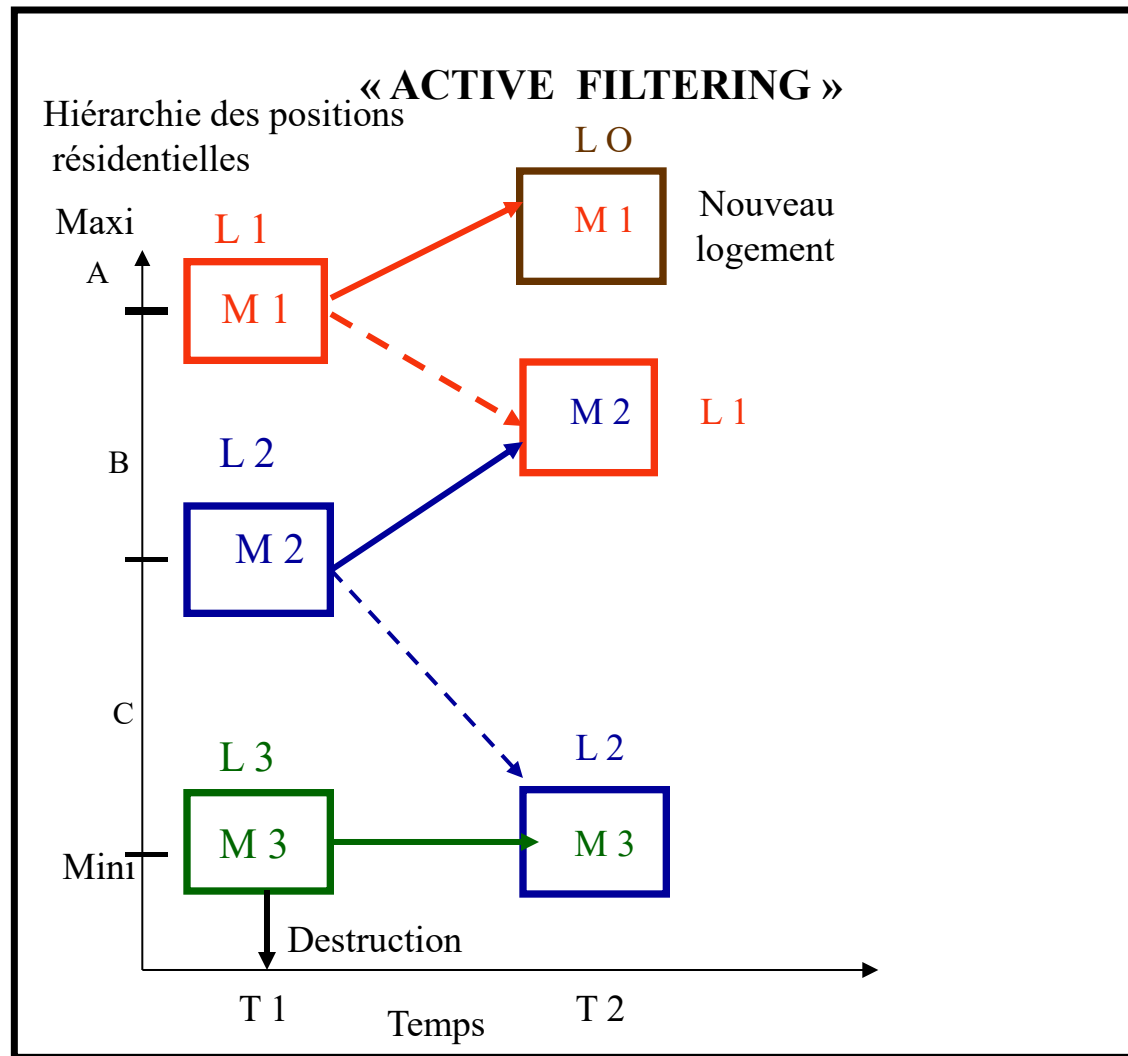 « ACTIVE FILTERING »
Hiérarchie des positions
résidentielles
L O
Maxi
L 1
M 1
Nouveau
logement
A
M 1
M 2
L 1
L 2
B
M 2
C
L 3
L 2
M 3
M 3
Mini
Destruction
T 1
Temps
T 2